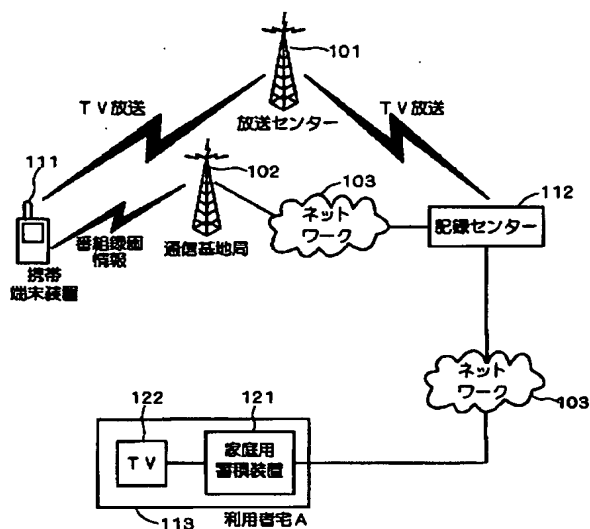 101
TV放送
TV放送
放送センター
111
102
103
112
ネット
ワーク
記録センター
番組録画
情報
通信基地局
携帯
端末装置
ネット
ワーク
103
122
121
TV
家庭用
蓄積装置
113
利用者宅A